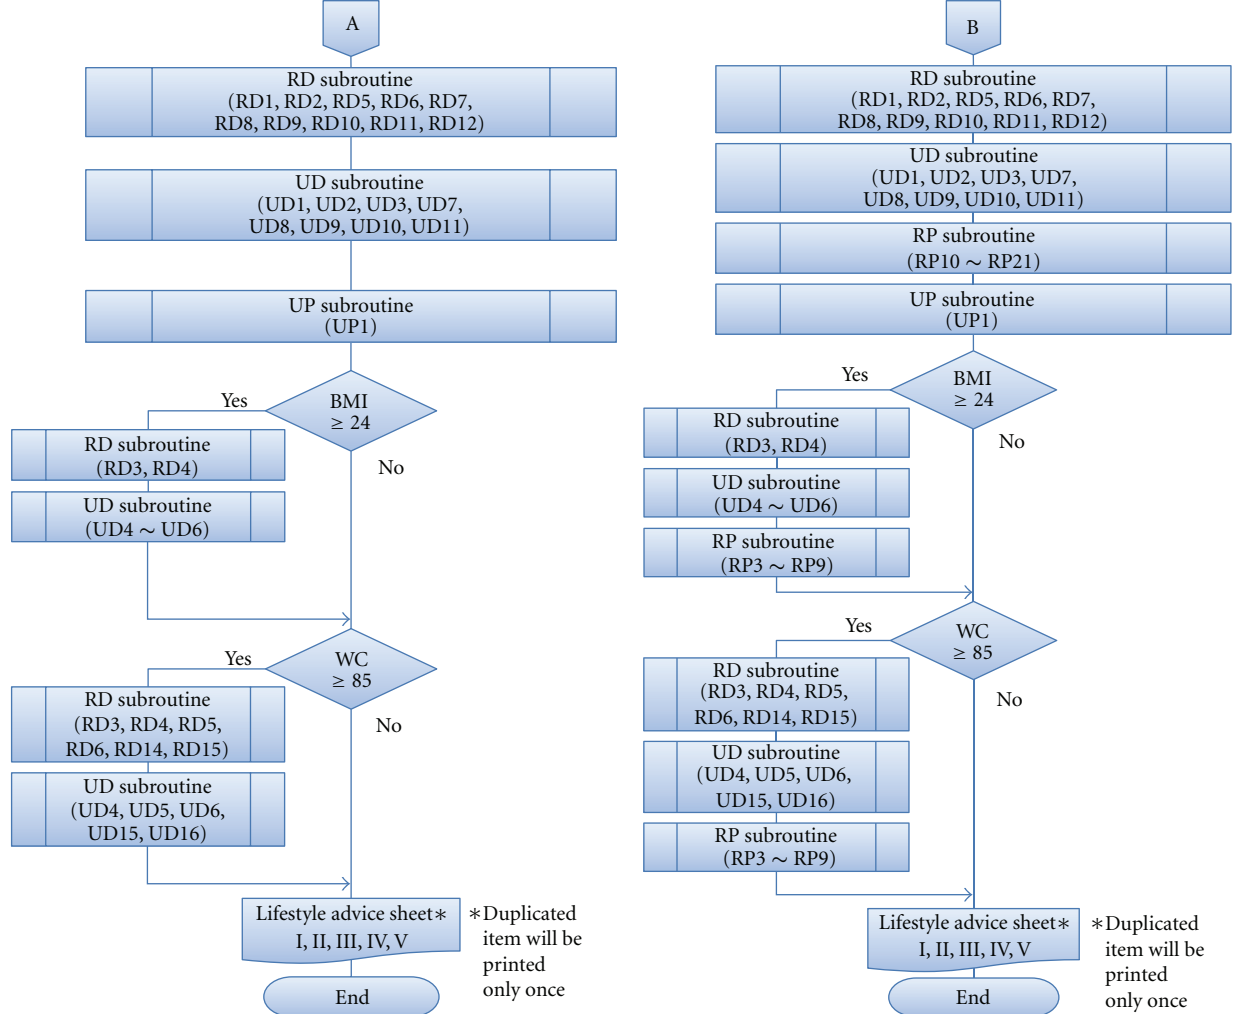 A
RD subroutine
(RD1, RD2, RD5, RD6, RD7,
RD8, RD9, RD10, RD11, RD12)
UD subroutine
(UD1, UD2, UD3, UD7,
UD8, UD9, UD10, UD11)
UP subroutine
(UP1)
BMI
≥ 24
Yes
No
RD subroutine
(RD3, RD4)
UD subroutine
(UD4 ∼ UD6)
WC
≥ 85
Yes
No
RD subroutine
(RD3, RD4, RD5,
RD6, RD14, RD15)
UD subroutine
(UD4, UD5, UD6,
UD15, UD16)
Lifestyle advice sheet∗
I, II, III, IV, V
∗Duplicated
item will be
printed
only once
End
B
RD subroutine
(RD1, RD2, RD5, RD6, RD7,
RD8, RD9, RD10, RD11, RD12)
UD subroutine
(UD1, UD2, UD3, UD7,
UD8, UD9, UD10, UD11)
RP subroutine
(RP10 ∼ RP21)
UP subroutine
(UP1)
BMI
≥ 24
Yes
No
RD subroutine
(RD3, RD4)
UD subroutine
(UD4 ∼ UD6)
RP subroutine
(RP3 ∼ RP9)
WC
≥ 85
Yes
No
RD subroutine
(RD3, RD4, RD5,
RD6, RD14, RD15)
UD subroutine
(UD4, UD5, UD6,
UD15, UD16)
RP subroutine
(RP3 ∼ RP9)
Lifestyle advice sheet∗
I, II, III, IV, V
∗Duplicated
item will be
printed
only once
End